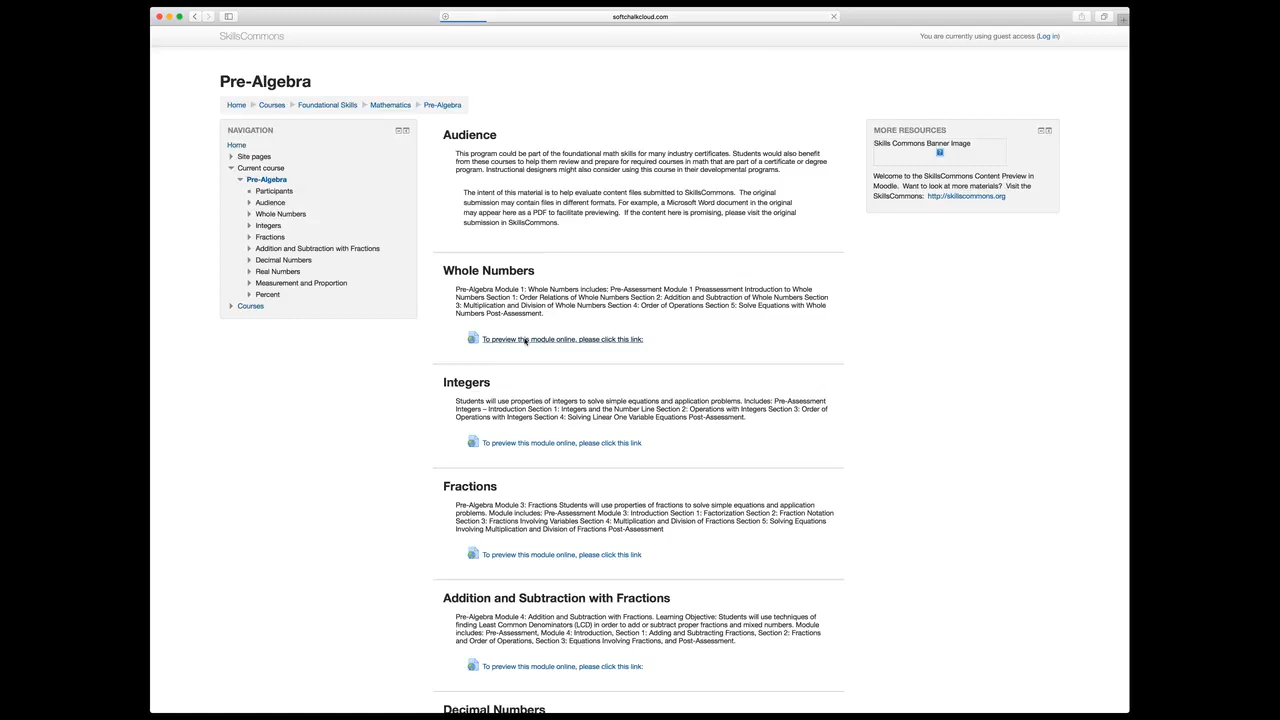 softchalkcloud.com
SkillsCommons
You are currently using guest access (Log in)
Pre-Algebra
Home Courses Foundational Skills Mathematics Pre-Algebra
NAVIGATION
Home
Site pages
Current course
Pre-Algebra
Participants
Audience
Whole Numbers
Integers
Fractions
Addition and Subtraction with Fractions
Decimal Numbers
Real Numbers
Measurement and Proportion
Percent
Courses
Audience
This program could be part of the foundational math skills for many industry certificates. Students would also benefit
from these courses to help them review and prepare for required courses in math that are part of a certificate or degree
program. Instructional designers might also consider using this course in their developmental programs.
The intent of this material is to help evaluate content files submitted to SkillsCommons. The original
submission may contain files in different formats. For example, a Microsoft Word document in the original
may appear here as a PDF to facilitate previewing. If the content here is promising, please visit the original
submission in SkillsCommons.
Whole Numbers
Pre-Algebra Module 1: Whole Numbers includes: Pre-Assessment Module 1 Preassessment Introduction to Whole
Numbers Section 1: Order Relations of Whole Numbers Section 2: Addition and Subtraction of Whole Numbers Section
3: Multiplication and Division of Whole Numbers Section 4: Order of Operations Section 5: Solve Equations with Whole
Numbers Post-Assessment.
To preview this module online, please click this link:
Integers
Students will use properties of integers to solve simple equations and application problems. Includes: Pre-Assessment
Integers – Introduction Section 1: Integers and the Number Line Section 2: Operations with Integers Section 3: Order of
Operations with Integers Section 4: Solving Linear One Variable Equations Post-Assessment.
To preview this module online, please click this link
Fractions
Pre-Algebra Module 3: Fractions Students will use properties of fractions to solve simple equations and application
problems. Module includes: Pre-Assessment Module 3: Introduction Section 1: Factorization Section 2: Fraction Notation
Section 3: Fractions Involving Variables Section 4: Multiplication and Division of Fractions Section 5: Solving Equations
Involving Multiplication and Division of Fractions Post-Assessment
To preview this module online, please click this link
Addition and Subtraction with Fractions
Pre-Algebra Module 4: Addition and Subtraction with Fractions. Learning Objective: Students will use techniques of
finding Least Common Denominators (LCD) in order to add or subtract proper fractions and mixed numbers. Module
includes: Pre-Assessment, Module 4: Introduction, Section 1: Adding and Subtracting Fractions, Section 2: Fractions
and Order of Operations, Section 3: Equations Involving Fractions, and Post-Assessment.
To preview this module online, please click this link:
Decimal Numbers
MORE RESOURCES
Skills Commons Banner Image
Welcome to the SkillsCommons Content Preview in
Moodle. Want to look at more materials? Visit the
SkillsCommons: http://skillscommons.org